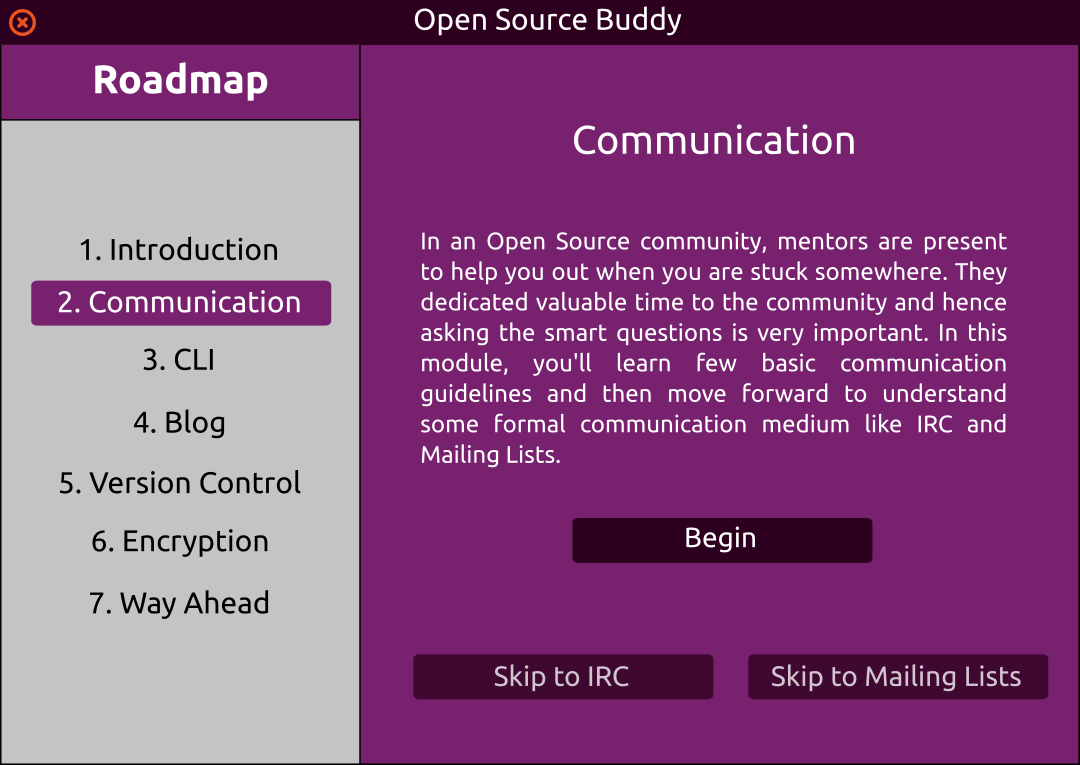 Open Source Buddy
Roadmap
1. Introduction
2. Communication
3. CLI
4. Blog
5. Version Control
6. Encryption
7. Way Ahead
Communication
In an Open Source community, mentors are present
to help you out when you are stuck somewhere. They
dedicated valuable time to the community and hence
asking the smart questions is very important. In this
module, you'll learn few basic communication
guidelines and then move forward to understand
some formal communication medium like IRC and
Mailing Lists.
Begin
Skip to IRC
Skip to Mailing Lists